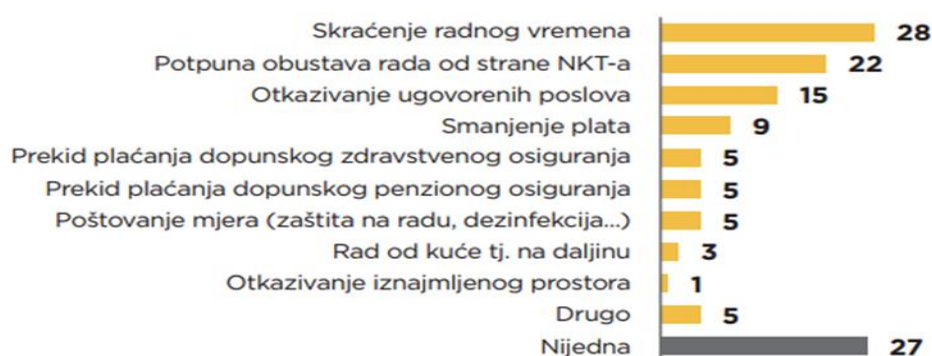 Skraćenje radnog vremena 28
Potpuna obustava rada od strane NKT-a 22
Otkazivanje ugovorenih poslova 15
Smanjenje plata 9
Prekid plaćanja dopunskog zdravstvenog osiguranja 5
Prekid plaćanja dopunskog penzionog osiguranja 5
Poštovanje mjera (zaštita na radu, dezinfekcija...) 5
Rad od kuće tj. na daljinu 3
Otkazivanje iznajmljenog prostora 1
Drugo 5
Nijedna 27